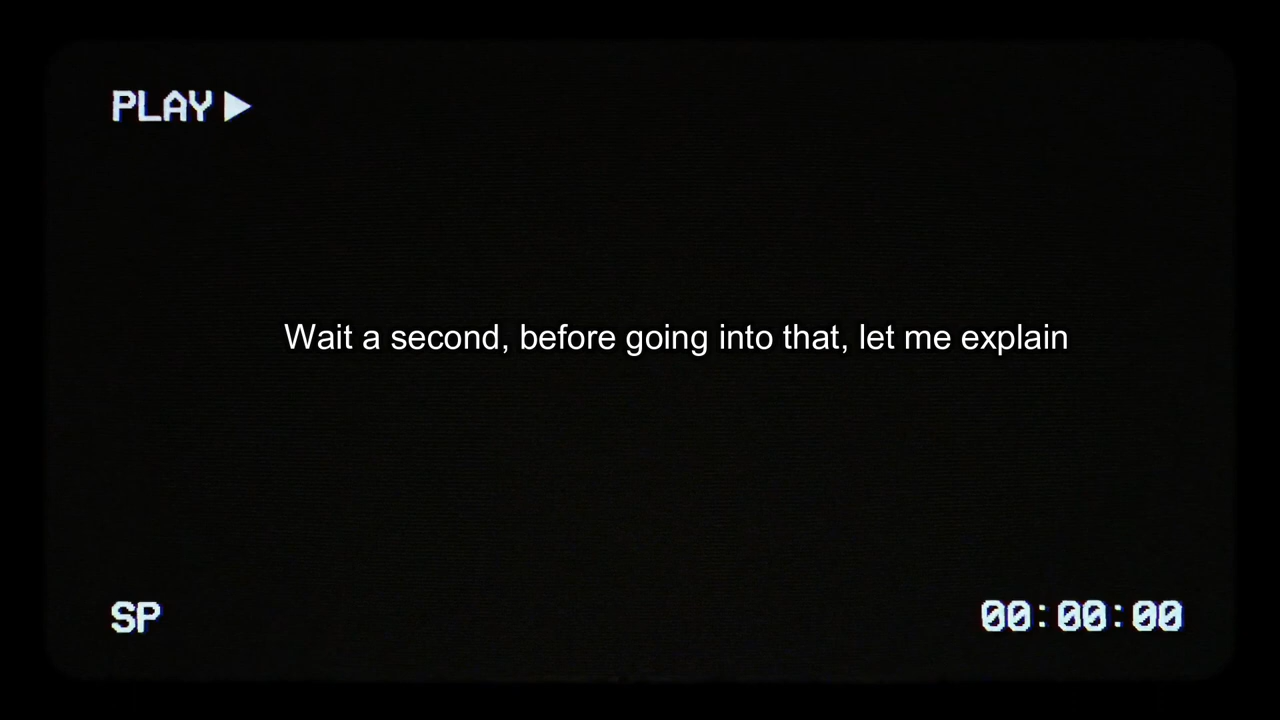 PLAY
Wait a second, before going into that, let me explain
SP
00:00:00